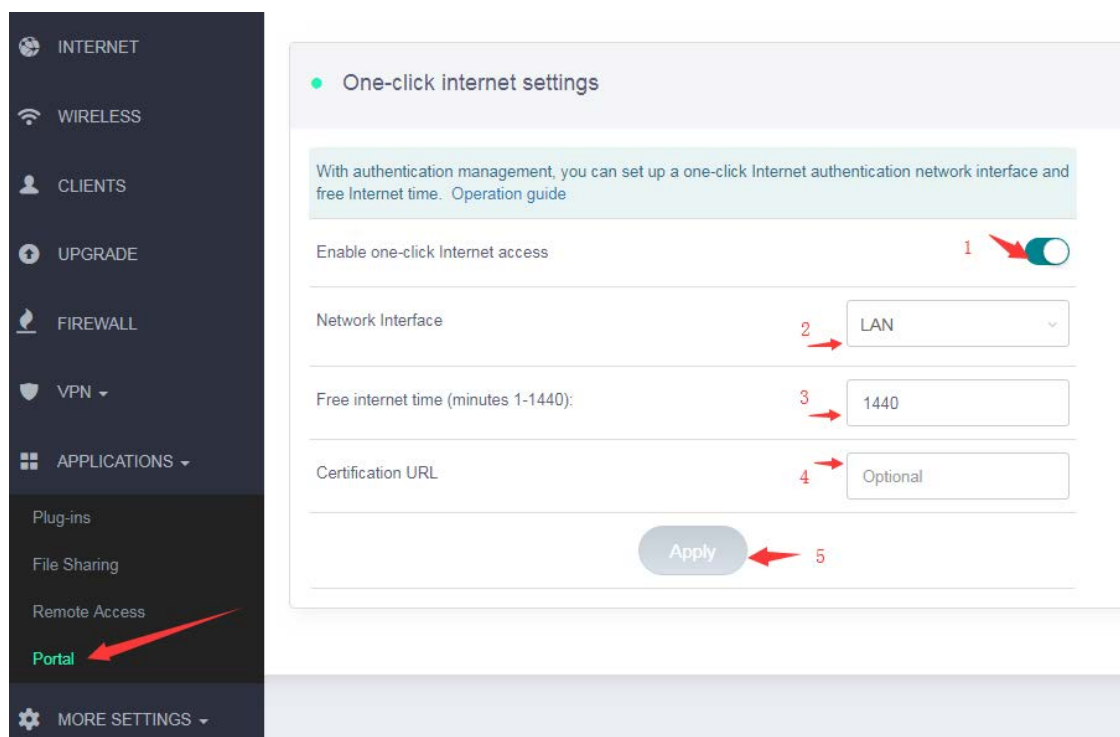 INTERNET
WIRELESS
CLIENTS
UPGRADE
FIREWALL
VPN
APPLICATIONS
Plug-ins
File Sharing
Remote Access
Portal
MORE SETTINGS
One-click internet settings
With authentication management, you can set up a one-click Internet authentication network interface and
free Internet time. Operation guide
Enable one-click Internet access 1
Network Interface 2 LAN
Free internet time (minutes 1-1440): 3 1440
Certification URL 4 Optional
Apply 5